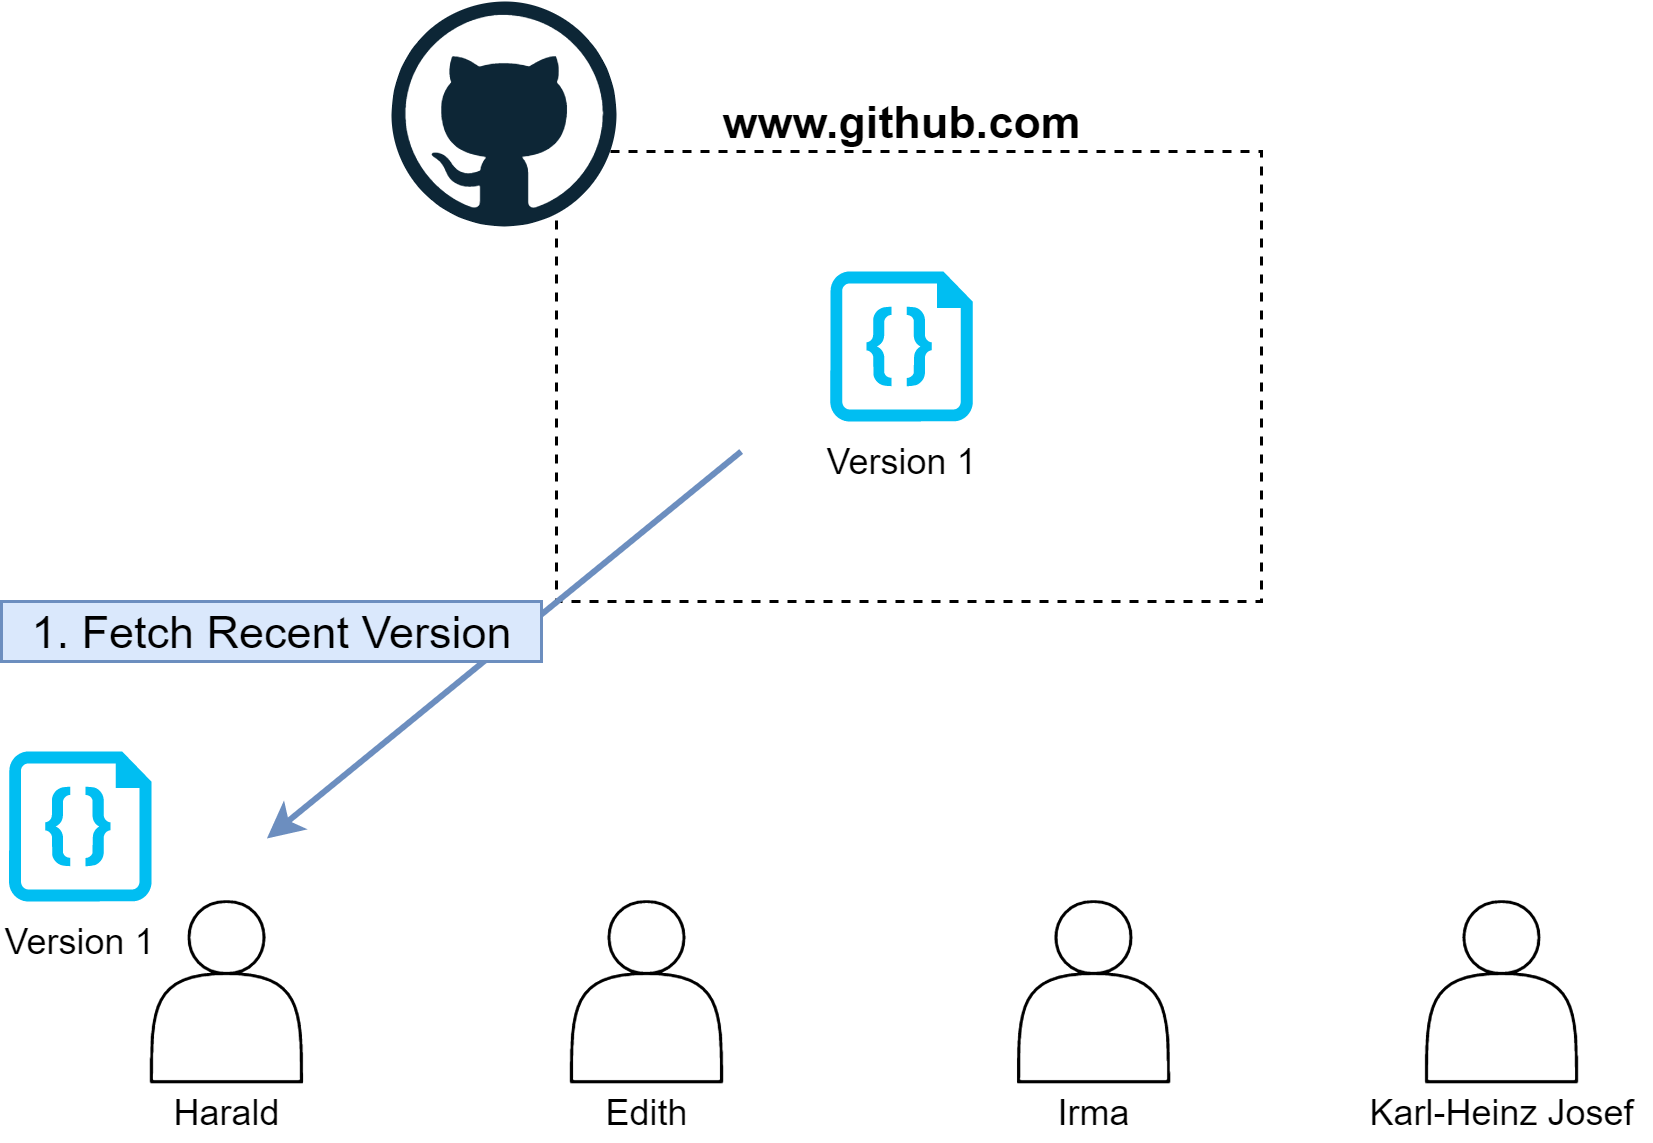 www.github.com
Version 1
1. Fetch Recent Version
Version 1
Harald
Edith
Irma
Karl-Heinz Josef